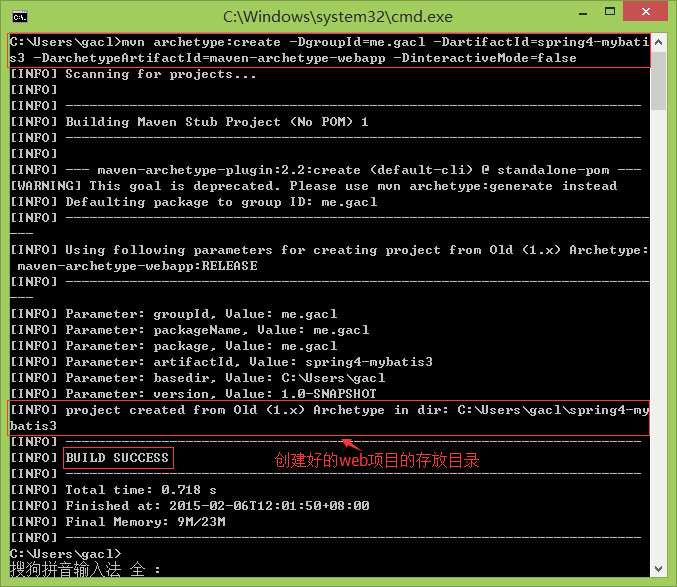 C:\Windows\system32\cmd.exe
C:\Users\gacl>mvn archetype:create -DgroupId=me.gacl -DartifactId=spring4-mybati
s3 -DarchetypeArtifactId=maven-archetype-webapp -DinteractiveMode=false
[INFO] Scanning for projects...
[INFO]
[INFO] ------------------------------------------------------------------------
[INFO] Building Maven Stub Project (No POM) 1
[INFO] ------------------------------------------------------------------------
[INFO]
[INFO] --- maven-archetype-plugin:2.2:create (default-cli) @ standalone-pom ---
[WARNING] This goal is deprecated. Please use mvn archetype:generate instead
[INFO] Defaulting package to group ID: me.gacl
[INFO] -------------------------------------------------------------------------
---
[INFO] Using following parameters for creating project from Old (1.x) Archetype:
 maven-archetype-webapp:RELEASE
[INFO] -------------------------------------------------------------------------
---
[INFO] Parameter: groupId, Value: me.gacl
[INFO] Parameter: packageName, Value: me.gacl
[INFO] Parameter: package, Value: me.gacl
[INFO] Parameter: artifactId, Value: spring4-mybatis3
[INFO] Parameter: basedir, Value: C:\Users\gacl
[INFO] Parameter: version, Value: 1.0-SNAPSHOT
[INFO] project created from Old (1.x) Archetype in dir: C:\Users\gacl\spring4-my
batis3
[INFO] ------------------------------------------------------------------------
[INFO] BUILD SUCCESS
创建好的web项目的存放目录
[INFO] ------------------------------------------------------------------------
[INFO] Total time: 0.718 s
[INFO] Finished at: 2015-02-06T12:01:50+08:00
[INFO] Final Memory: 9M/23M
[INFO] ------------------------------------------------------------------------
C:\Users\gacl>
搜狗拼音输入法 全 :